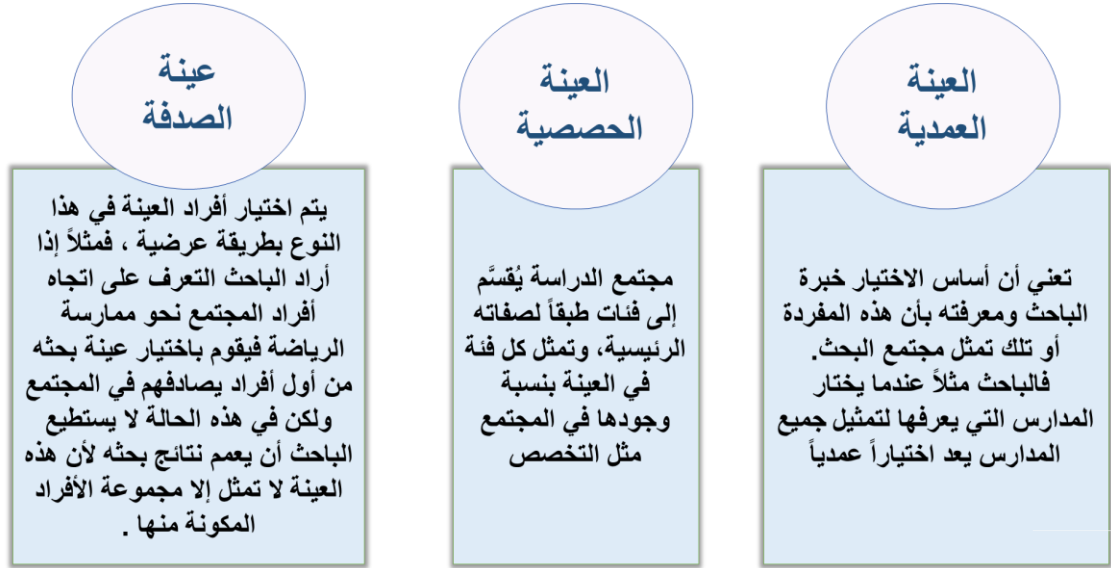 العينة
العمدية
تعني أن أساس الاختيار خبرة
الباحث ومعرفته بأن هذه المفردة
أو تلك تمثل مجتمع البحث.
فالباحث مثلاً عندما يختار
المدارس التي يعرفها لتمثيل جميع
المدارس يعد اختياراً عمدياً
العينة
الحصصية
مجتمع الدراسة يُقسَّم
إلى فئات طبقاً لصفاته
الرئيسية، وتمثل كل فئة
في العينة بنسبة
وجودها في المجتمع
مثل التخصص
عينة
الصدفة
يتم اختيار أفراد العينة في هذا
النوع بطريقة عرضية ، فمثلاً إذا
أراد الباحث التعرف على اتجاه
أفراد المجتمع نحو ممارسة
الرياضة فيقوم باختيار عينة بحثه
من أول أفراد يصادفهم في المجتمع
ولكن في هذه الحالة لا يستطيع
الباحث أن يعمم نتائج بحثه لأن هذه
العينة لا تمثل إلا مجموعة الأفراد
المكونة منها .